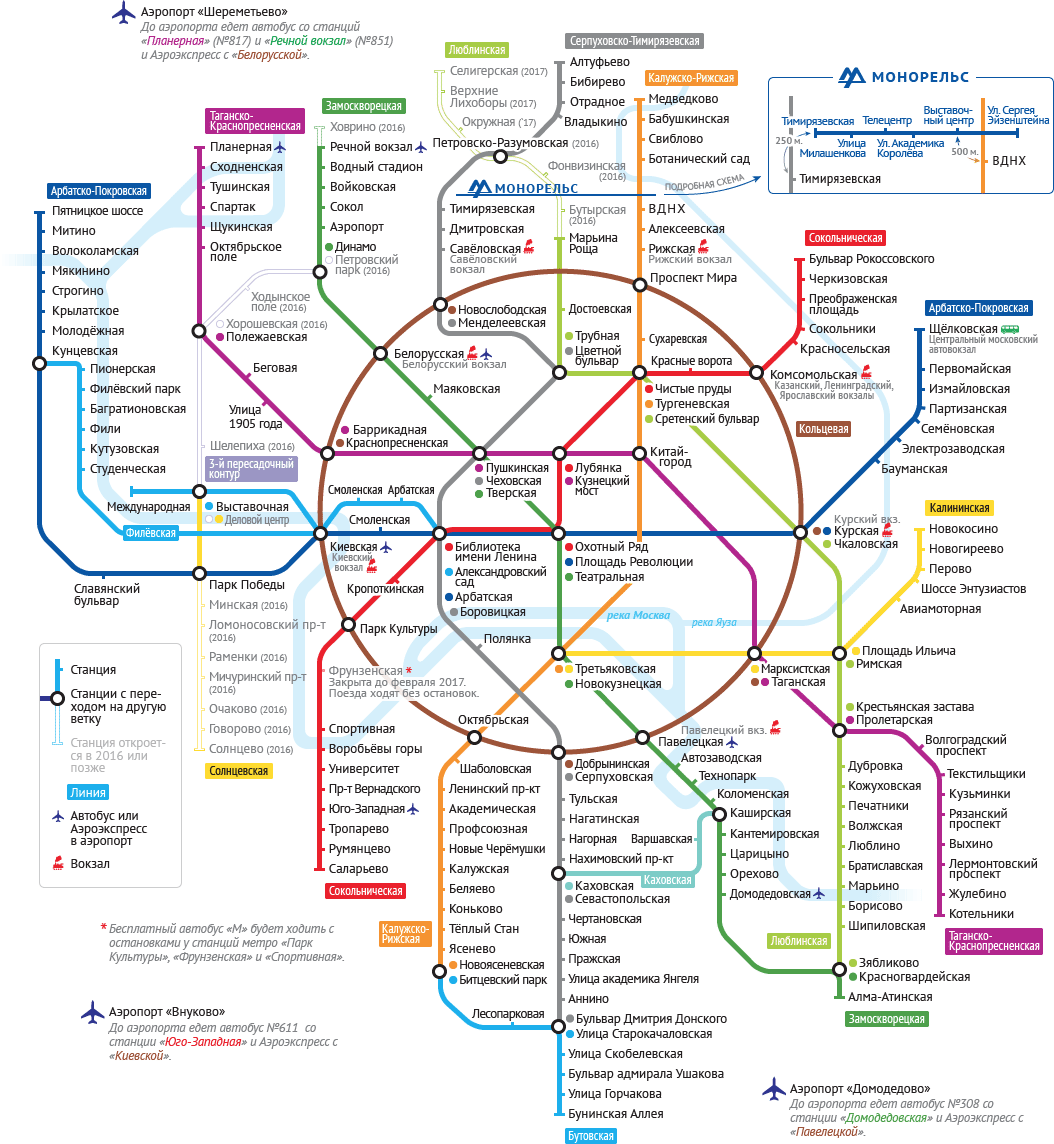 Аэропорт «Шереметьево»
До аэропорта едет автобус со станций
«Планерная» (№817) и «Речной вокзал» (№851)
и Аэроэкспресс с «Белорусской».
Люблинская
Селигерская (2017)
Верхние
Лихоборы (2017)
Окружная ('17)
Петровско-Разумовская (2016)
Фонвизинская
(2016)
Бутырская
(2016)
Марьина
Роща
Достоевская
Трубная
Цветной
бульвар
Серпуховско-Тимирязевская
Алтуфьево
Бибирево
Отрадное
Владыкино
МОНОРЕЛЬС
ПОДРОБНАЯ СХЕМА
Тимирязевская
Дмитровская
Савёловская
Савёловский
вокзал
Новослободская
Менделеевская
Калужско-Рижская
Медведково
Бабушкинская
Свиблово
Ботанический сад
ВДНХ
Алексеевская
Рижская
Рижский вокзал
Проспект Мира
Сухаревская
МОНОРЕЛЬС
Тимирязевская
Телецентр
Выставоч-
ный центр
Ул. Сергея
Эйзенштейна
250 м.
Улица
Милашенкова
Ул. Академика
Королёва
500 м.
ВДНХ
Тимирязевская
Замоскворецкая
Ховрино (2016)
Речной вокзал
Водный стадион
Войковская
Сокол
Аэропорт
Динамо
Петровский
парк (2016)
Белорусская
Белорусский вокзал
Маяковская
Таганско-
Краснопресненская
Планерная
Сходненская
Тушинская
Спартак
Щукинская
Октябрьское
поле
Ходынское
поле (2016)
Хорошевская (2016)
Полежаевская
Беговая
Улица
1905 года
Баррикадная
Краснопресненская
Шелепиха (2016)
3-й пересадочный
контур
Арбатско-Покровская
Пятницкое шоссе
Митино
Волоколамская
Мякинино
Строгино
Крылатское
Молодёжная
Кунцевская
Пионерская
Филёвский парк
Багратионовская
Фили
Кутузовская
Студенческая
Международная
Выставочная
Деловой центр
Филёвская
Славянский
бульвар
Парк Победы
Минская (2016)
Ломоносовский пр-т
(2016)
Раменки (2016)
Мичуринский пр-т
(2016)
Очаково (2016)
Говорово (2016)
Солнцево (2016)
Солнцевская
Сокольническая
Бульвар Рокоссовского
Черкизовская
Преображенская
площадь
Сокольники
Красносельская
Комсомольская
Казанский, Ленинградский,
Ярославский вокзалы
Красные ворота
Чистые пруды
Тургеневская
Сретенский бульвар
Кольцевая
Арбатско-Покровская
Щёлковская
Центральный московский
автовокзал
Первомайская
Измайловская
Партизанская
Семёновская
Электрозаводская
Бауманская
Курский вкз.
Курская
Чкаловская
Калининская
Новокосино
Новогиреево
Перово
Шоссе Энтузиастов
Авиамоторная
Площадь Ильича
Римская
Китай-
город
Пушкинская
Чеховская
Тверская
Лубянка
Кузнецкий
мост
Смоленская
Арбатская
Смоленская
Киевская
Киевский
вокзал
Библиотека
имени Ленина
Александровский
сад
Арбатская
Боровицкая
Охотный Ряд
Площадь Революции
Театральная
Кропоткинская
Парк Культуры
Полянка
река Москва
река Яуза
Третьяковская
Новокузнецкая
Марксистская
Таганская
Крестьянская застава
Пролетарская
Фрунзенская *
Закрыта до февраля 2017.
Поезда ходят без остановок.
Спортивная
Воробьёвы горы
Университет
Пр-т Вернадского
Юго-Западная
Тропарево
Румянцево
Саларьево
Сокольническая
Октябрьская
Шаболовская
Ленинский пр-кт
Академическая
Профсоюзная
Новые Черёмушки
Калужская
Беляево
Коньково
Тёплый Стан
Ясенево
Калужско-
Рижская
Новоясеневская
Битцевский парк
Лесопарковая
Добрынинская
Серпуховская
Тульская
Нагатинская
Нагорная
Варшавская
Нахимовский пр-кт
Каховская
Каховская
Севастопольская
Чертановская
Южная
Пражская
Улица академика Янгеля
Аннино
Бульвар Дмитрия Донского
Улица Старокачаловская
Улица Скобелевская
Бульвар адмирала Ушакова
Улица Горчакова
Бунинская Аллея
Бутовская
Павелецкий вкз.
Павелецкая
Автозаводская
Технопарк
Коломенская
Каширская
Кантемировская
Царицыно
Орехово
Домодедовская
Люблинская
Дубровка
Кожуховская
Печатники
Волжская
Люблино
Братиславская
Марьино
Борисово
Шипиловская
Зябликово
Красногвардейская
Алма-Атинская
Замоскворецкая
Волгоградский
проспект
Текстильщики
Кузьминки
Рязанский
проспект
Выхино
Лермонтовский
проспект
Жулебино
Котельники
Таганско-
Краснопресненская
Станция
Станции с пере-
ходом на другую
ветку
Станция откроет-
ся в 2016 или
позже
Линия
Автобус или
Аэроэкспресс
в аэропорт
Вокзал
* Бесплатный автобус «М» будет ходить с
остановками у станций метро «Парк
Культуры», «Фрунзенская» и «Спортивная».
Аэропорт «Внуково»
До аэропорта едет автобус №611 со
станции «Юго-Западная» и Аэроэкспресс с
«Киевской».
Аэропорт «Домодедово»
До аэропорта едет автобус №308 со
станции «Домодедовская» и Аэроэкспресс с
«Павелецкой».